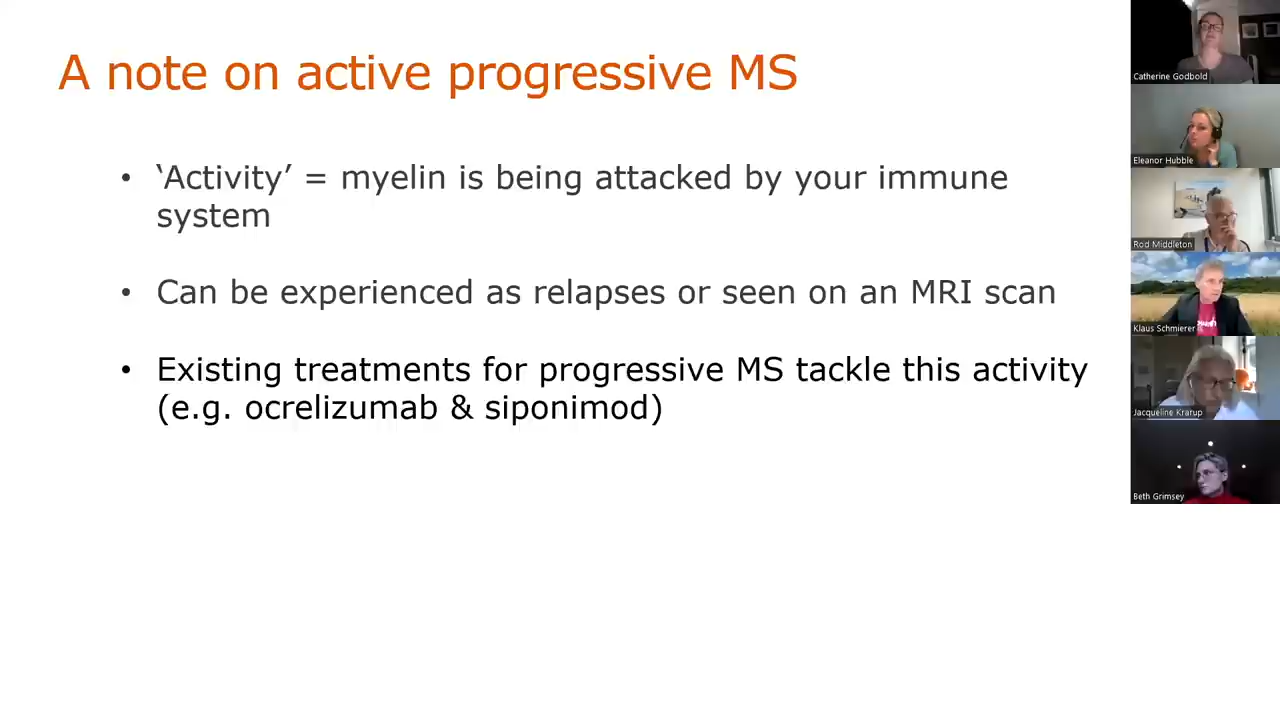 A note on active progressive MS
• ‘Activity’ = myelin is being attacked by your immune
system
• Can be experienced as relapses or seen on an MRI scan
• Existing treatments for progressive MS tackle this activity
(e.g. ocrelizumab & siponimod)
Catherine Godbold
Eleanor Hubble
Rod Middleton
Klaus Schmierer
Jacqueline Krarup
Beth Grimsey